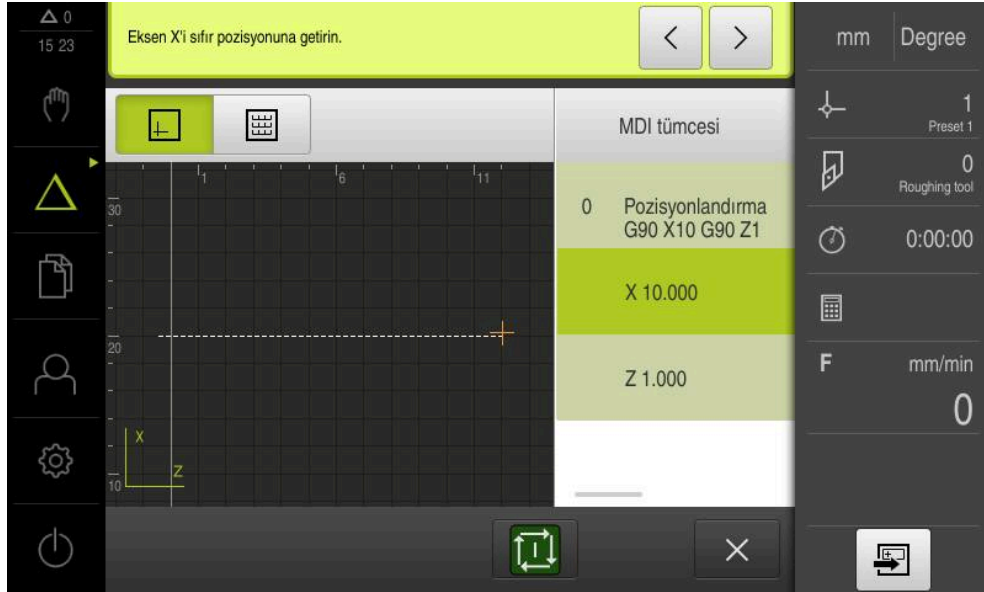 0
15 23
Eksen X'i sıfır pozisyonuna getirin.
mm Degree
1
Preset 1
0
Roughing tool
0:00:00
F mm/min
0
MDI tümcesi
0 Pozisyonlandırma
G90 X10 G90 Z1
X 10.000
Z 1.000
1 6 11
30
20
10
X
Z